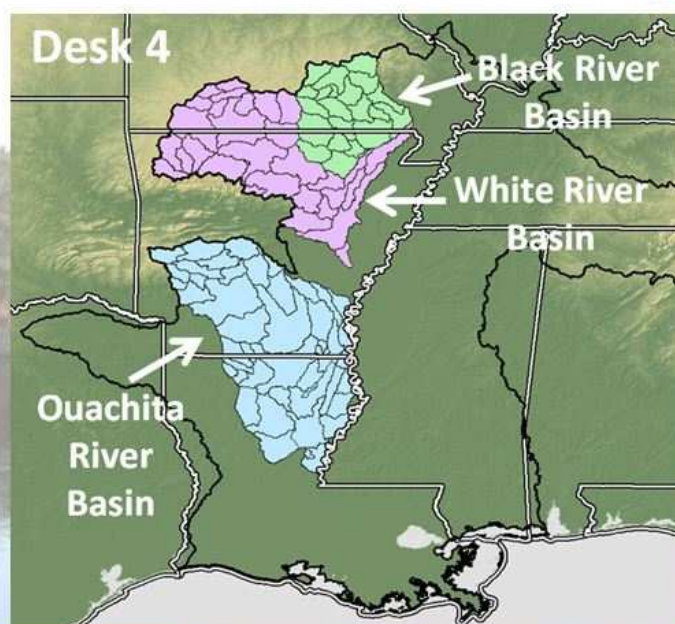 Desk 4
Black River
Basin
White River
Basin
Ouachita
River
Basin